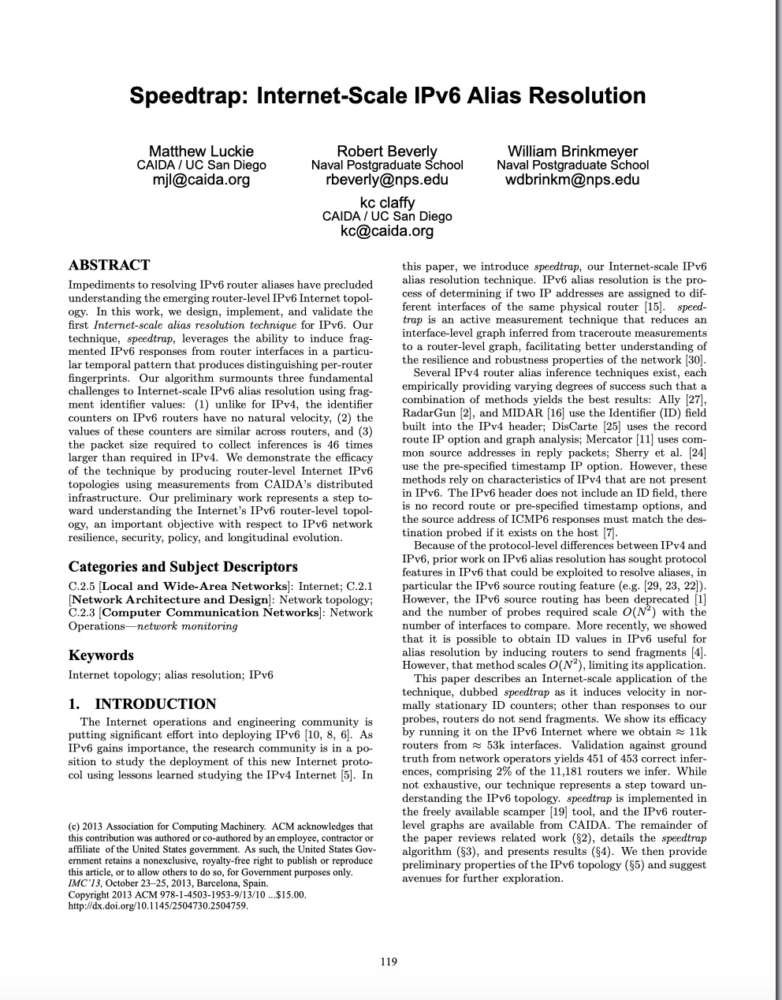 Speedtrap: Internet-Scale IPv6 Alias Resolution
Matthew Luckie
CAIDA / UC San Diego
mjl@caida.org
Robert Beverly
Naval Postgraduate School
rbeverly@nps.edu
William Brinkmeyer
Naval Postgraduate School
wdbrinkm@nps.edu
kc claffy
CAIDA / UC San Diego
kc@caida.org
ABSTRACT
Impediments to resolving IPv6 router aliases have precluded
understanding the emerging router-level IPv6 Internet topol-
ogy. In this work, we design, implement, and validate the
first Internet-scale alias resolution technique for IPv6. Our
technique, speedtrap, leverages the ability to induce frag-
mented IPv6 responses from router interfaces in a particu-
lar temporal pattern that produces distinguishing per-router
fingerprints. Our algorithm surmounts three fundamental
challenges to Internet-scale IPv6 alias resolution using frag-
ment identifier values: (1) unlike for IPv4, the identifier
counters on IPv6 routers have no natural velocity, (2) the
values of these counters are similar across routers, and (3)
the packet size required to collect inferences is 46 times
larger than required in IPv4. We demonstrate the efficacy
of the technique by producing router-level Internet IPv6
topologies using measurements from CAIDA's distributed
infrastructure. Our preliminary work represents a step to-
ward understanding the Internet's IPv6 router-level topol-
ogy, an important objective with respect to IPv6 network
resilience, security, policy, and longitudinal evolution.
Categories and Subject Descriptors
C.2.5 [Local and Wide-Area Networks]: Internet; C.2.1
[Network Architecture and Design]: Network topology;
C.2.3 [Computer Communication Networks]: Network
Operations—network monitoring
Keywords
Internet topology; alias resolution; IPv6
1. INTRODUCTION
The Internet operations and engineering community is
putting significant effort into deploying IPv6 [10, 8, 6]. As
IPv6 gains importance, the research community is in a po-
sition to study the deployment of this new Internet proto-
col using lessons learned studying the IPv4 Internet [5]. In
(c) 2013 Association for Computing Machinery. ACM acknowledges that
this contribution was authored or co-authored by an employee, contractor or
affiliate of the United States government. As such, the United States Gov-
ernment retains a nonexclusive, royalty-free right to publish or reproduce
this article, or to allow others to do so, for Government purposes only.
IMC'13, October 23–25, 2013, Barcelona, Spain.
Copyright 2013 ACM 978-1-4503-1953-9/13/10 ...$15.00.
http://dx.doi.org/10.1145/2504730.2504759.
this paper, we introduce speedtrap, our Internet-scale IPv6
alias resolution technique. IPv6 alias resolution is the pro-
cess of determining if two IP addresses are assigned to dif-
ferent interfaces of the same physical router [15]. speed-
trap is an active measurement technique that reduces an
interface-level graph inferred from traceroute measurements
to a router-level graph, facilitating better understanding of
the resilience and robustness properties of the network [30].
Several IPv4 router alias inference techniques exist, each
empirically providing varying degrees of success such that a
combination of methods yields the best results: Ally [27],
RadarGun [2], and MIDAR [16] use the Identifier (ID) field
built into the IPv4 header; DisCarte [25] uses the record
route IP option and graph analysis; Mercator [11] uses com-
mon source addresses in reply packets; Sherry et al. [24]
use the pre-specified timestamp IP option. However, these
methods rely on characteristics of IPv4 that are not present
in IPv6. The IPv6 header does not include an ID field, there
is no record route or pre-specified timestamp options, and
the source address of ICMP6 responses must match the des-
tination probed if it exists on the host [7].
Because of the protocol-level differences between IPv4 and
IPv6, prior work on IPv6 alias resolution has sought protocol
features in IPv6 that could be exploited to resolve aliases, in
particular the IPv6 source routing feature (e.g. [29, 23, 22]).
However, the IPv6 source routing has been deprecated [1]
and the number of probes required scale O(N²) with the
number of interfaces to compare. More recently, we showed
that it is possible to obtain ID values in IPv6 useful for
alias resolution by inducing routers to send fragments [4].
However, that method scales O(N²), limiting its application.
This paper describes an Internet-scale application of the
technique, dubbed speedtrap as it induces velocity in nor-
mally stationary ID counters; other than responses to our
probes, routers do not send fragments. We show its efficacy
by running it on the IPv6 Internet where we obtain ≈ 11k
routers from ≈ 53k interfaces. Validation against ground
truth from network operators yields 451 of 453 correct infer-
ences, comprising 2% of the 11,181 routers we infer. While
not exhaustive, our technique represents a step toward un-
derstanding the IPv6 topology. speedtrap is implemented in
the freely available scamper [19] tool, and the IPv6 router-
level graphs are available from CAIDA. The remainder of
the paper reviews related work (§2), details the speedtrap
algorithm (§3), and presents results (§4). We then provide
preliminary properties of the IPv6 topology (§5) and suggest
avenues for further exploration.
119